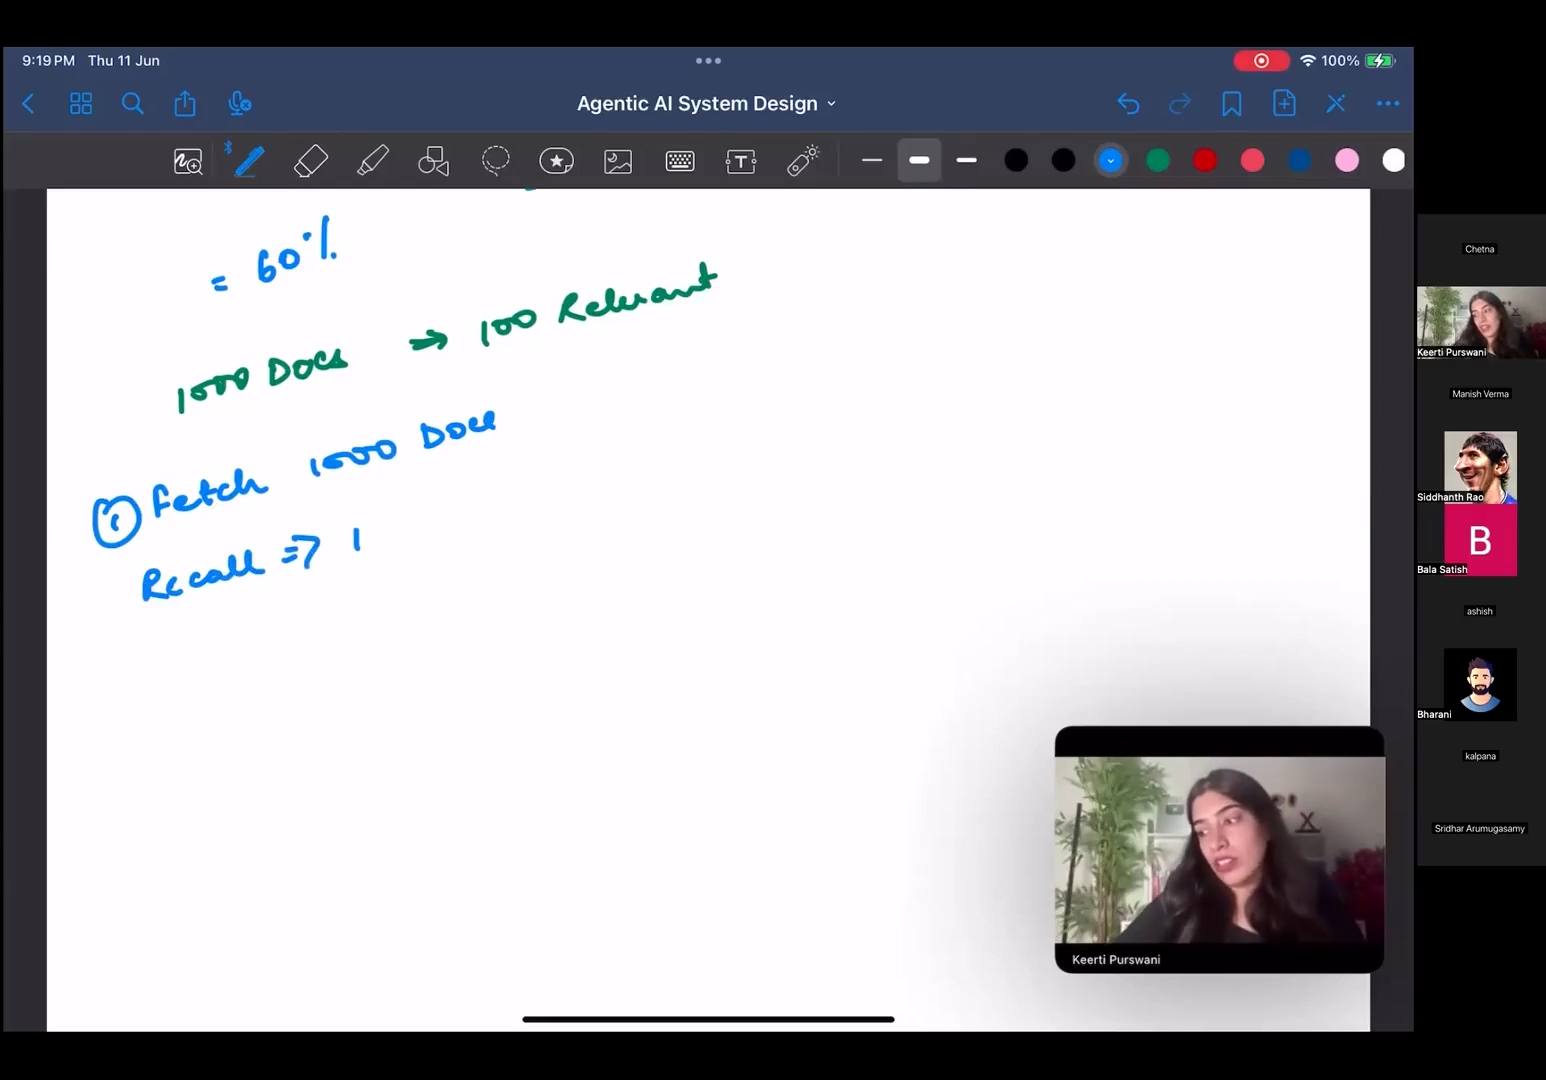 9:19 PM Thu 11 Jun
100%
Agentic AI System Design
T
= 60%
1000 Docs → 100 Relevant
① Fetch 1000 Docs
Recall => 1
Keerti Purswani
Chetna
Keerti Purswani
Manish Verma
Siddhanth Rao
B
Bala Satish
ashish
Bharani
kalpana
Sridhar Arumugasamy